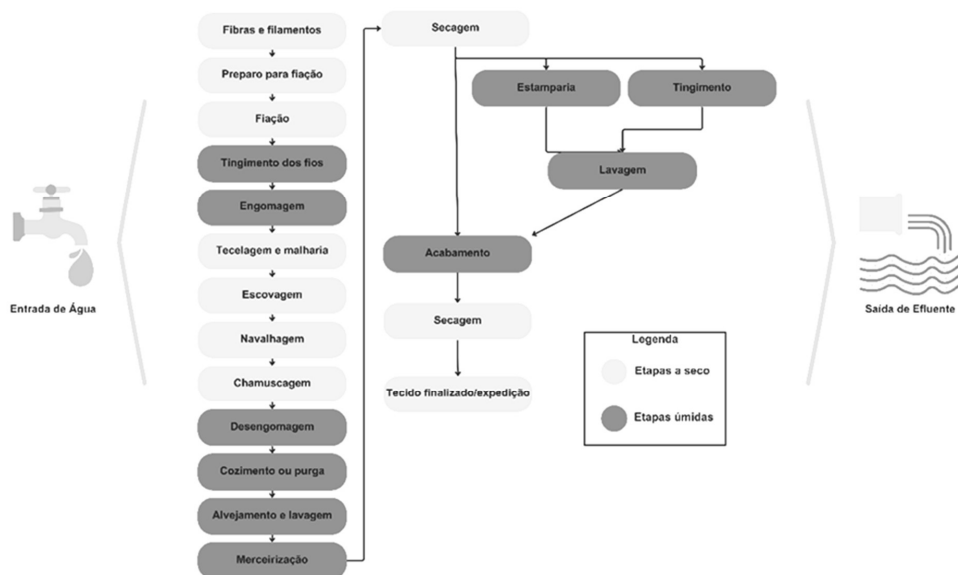 Fibras e filamentos
Preparo para fiação
Fiação
Tingimento dos fios
Engomagem
Tecelagem e malharia
Escovagem
Navalhagem
Chamuscagem
Desengomagem
Cozimento ou purga
Alvejamento e lavagem
Merceirização
Secagem
Estamparia
Tingimento
Lavagem
Acabamento
Secagem
Tecido finalizado/expedição
Entrada de Água
Saída de Efluente
Legenda
Etapas a seco
Etapas úmidas